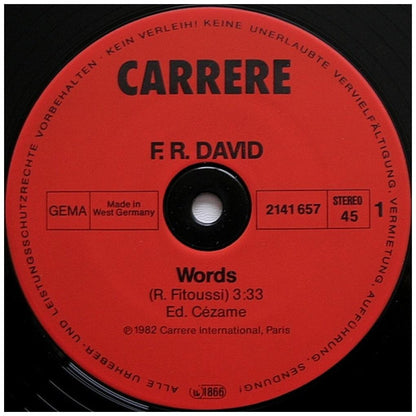 ALLE URHEBER- UND LEISTUNGSSCHUTZRECHTE VORBEHALTEN · KEIN VERLEIH! KEINE UNERLAUBTE VERVIELFÄLTIGUNG, VERMIETUNG, AUFFÜHRUNG, SENDUNG!
CARRERE
F. R. DAVID
GEMA
Made in
West Germany
2141 657
STEREO
45
1
Words
(R. Fitoussi) 3:33
Ed. Cézame
℗ 1982 Carrere International, Paris
1866